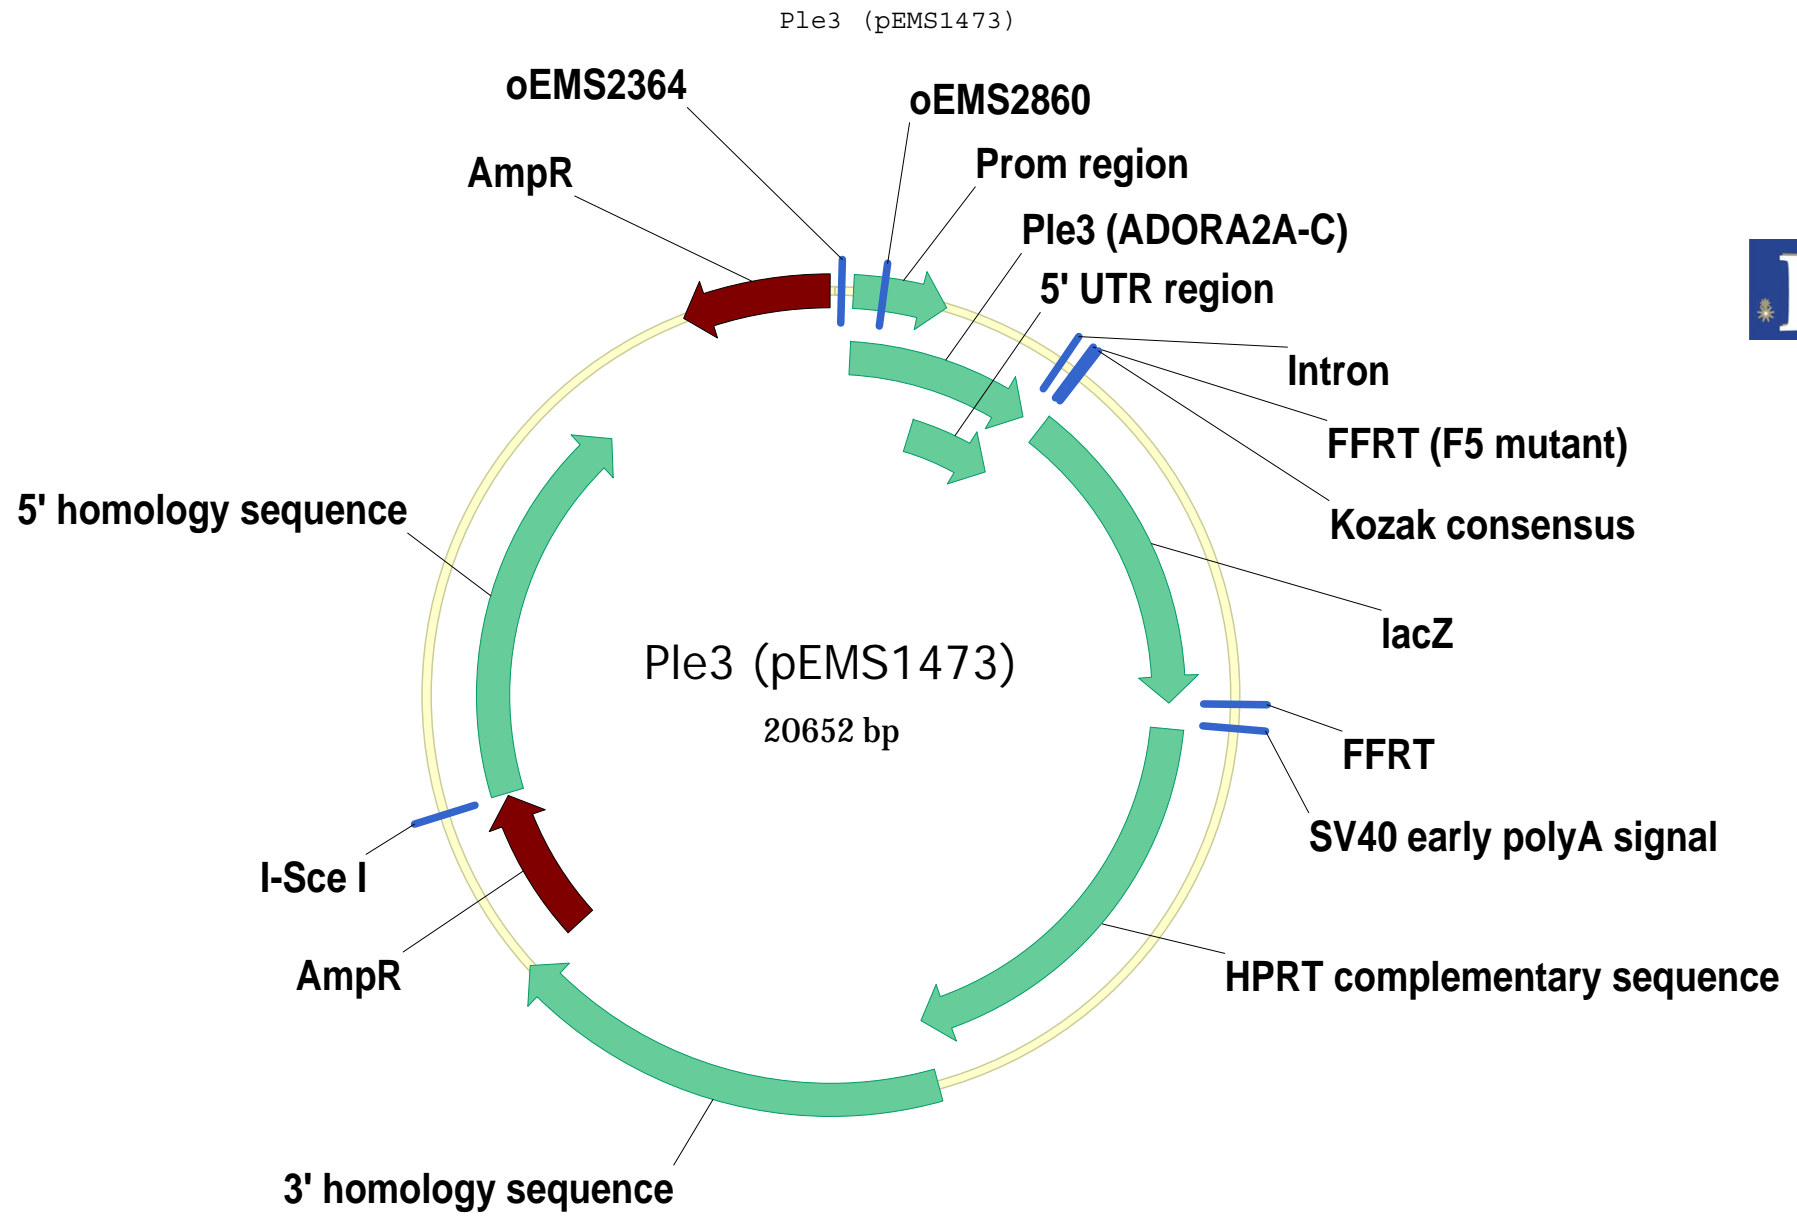 Ple3 (pEMS1473)
oEMS2364
oEMS2860
AmpR
Prom region
Ple3 (ADORA2A-C)
5' UTR region
Intron
FFRT (F5 mutant)
5' homology sequence
Kozak consensus
lacZ
Ple3 (pEMS1473)
20652 bp
FFRT
SV40 early polyA signal
I-Sce I
AmpR
HPRT complementary sequence
3' homology sequence